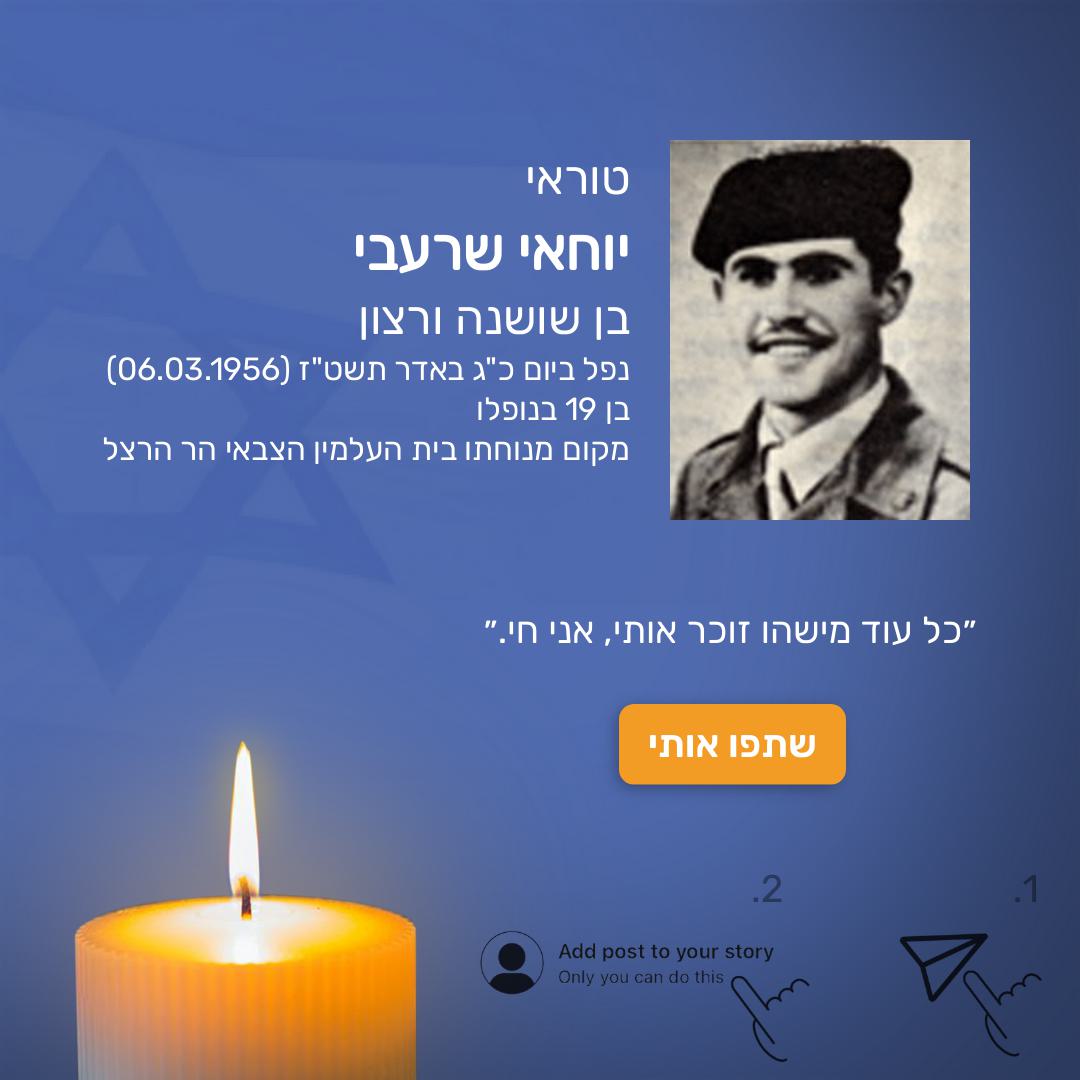 טוראי
יוחאי שרעבי
בן שושנה ורצון
נפל ביום כ"ג באדר תשט"ז (06.03.1956)
בן 19 בנופלו
מקום מנוחתו בית העלמין הצבאי הר הרצל
״כל עוד מישהו זוכר אותי, אני חי.״
שתפו אותי
1.
2.
Add post to your story
Only you can do this